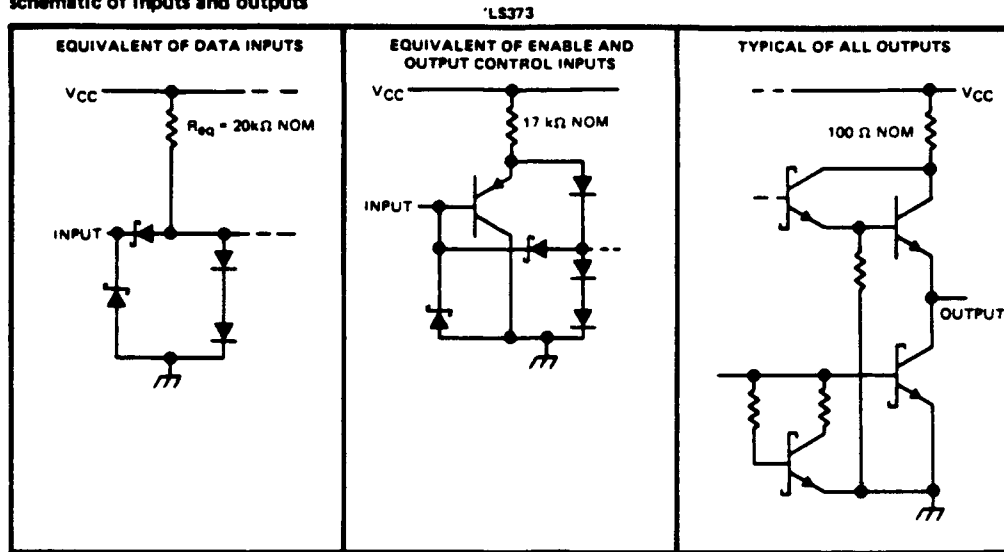 schematic of inputs and outputs
'LS373
EQUIVALENT OF DATA INPUTS
VCC
Req = 20kΩ NOM
INPUT
EQUIVALENT OF ENABLE AND
OUTPUT CONTROL INPUTS
VCC
17 kΩ NOM
INPUT
TYPICAL OF ALL OUTPUTS
VCC
100 Ω NOM
OUTPUT